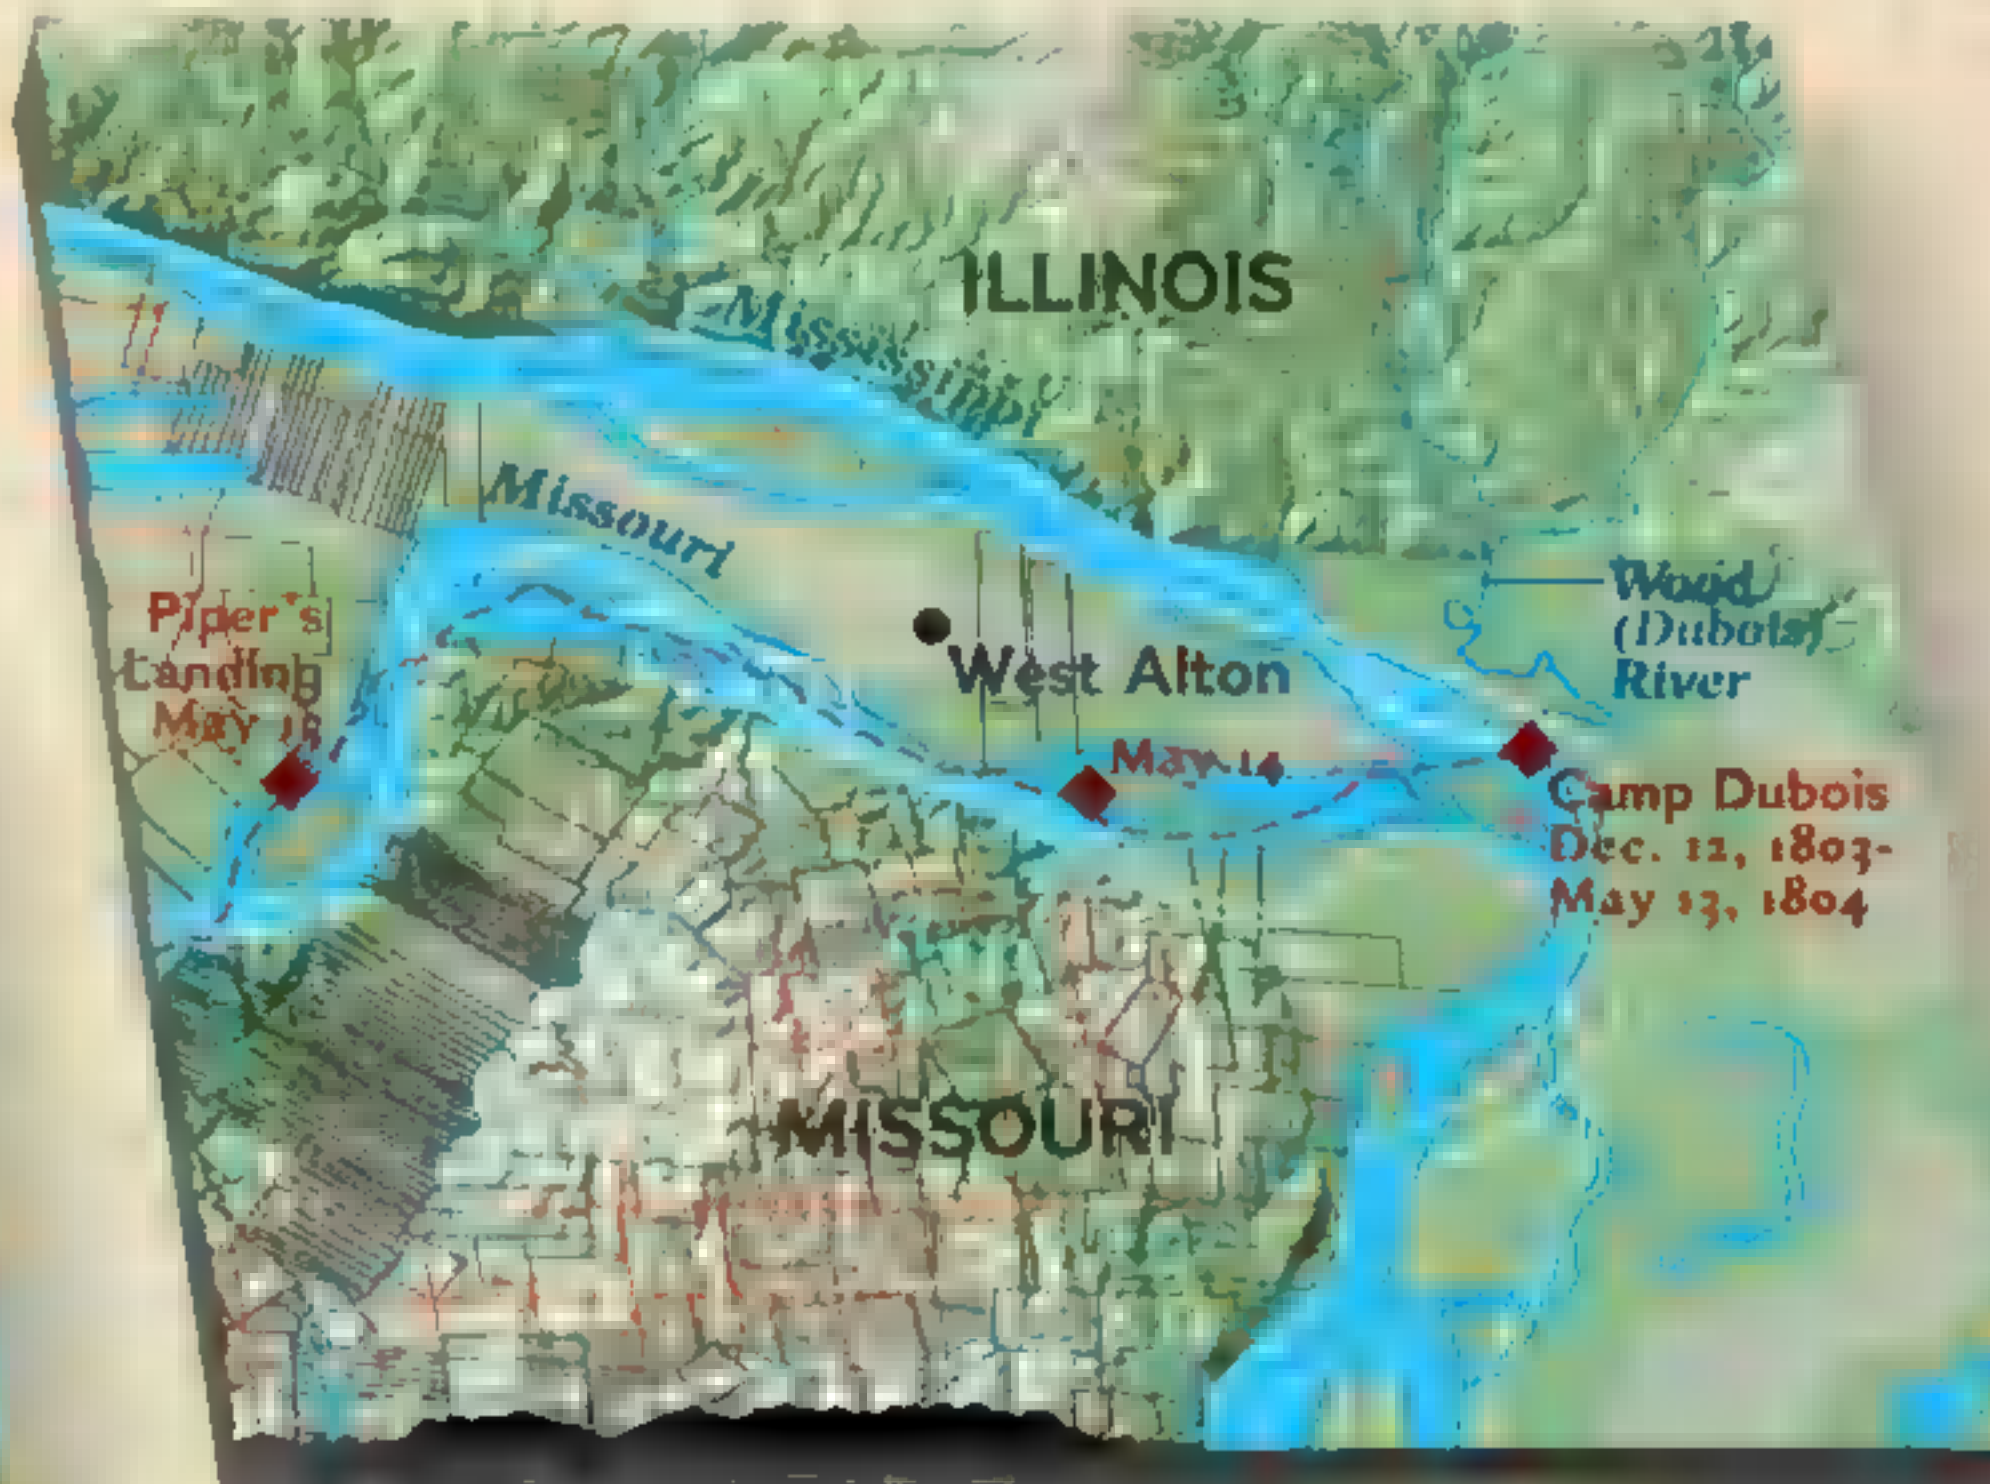 ILLINOIS
Mississippi
Missouri
Wood
(Dubois)
River
Piper's
Landing
May
West Alton
May 14
Camp Dubois
Dec. 12, 1803-
May 13, 1804
MISSOURI